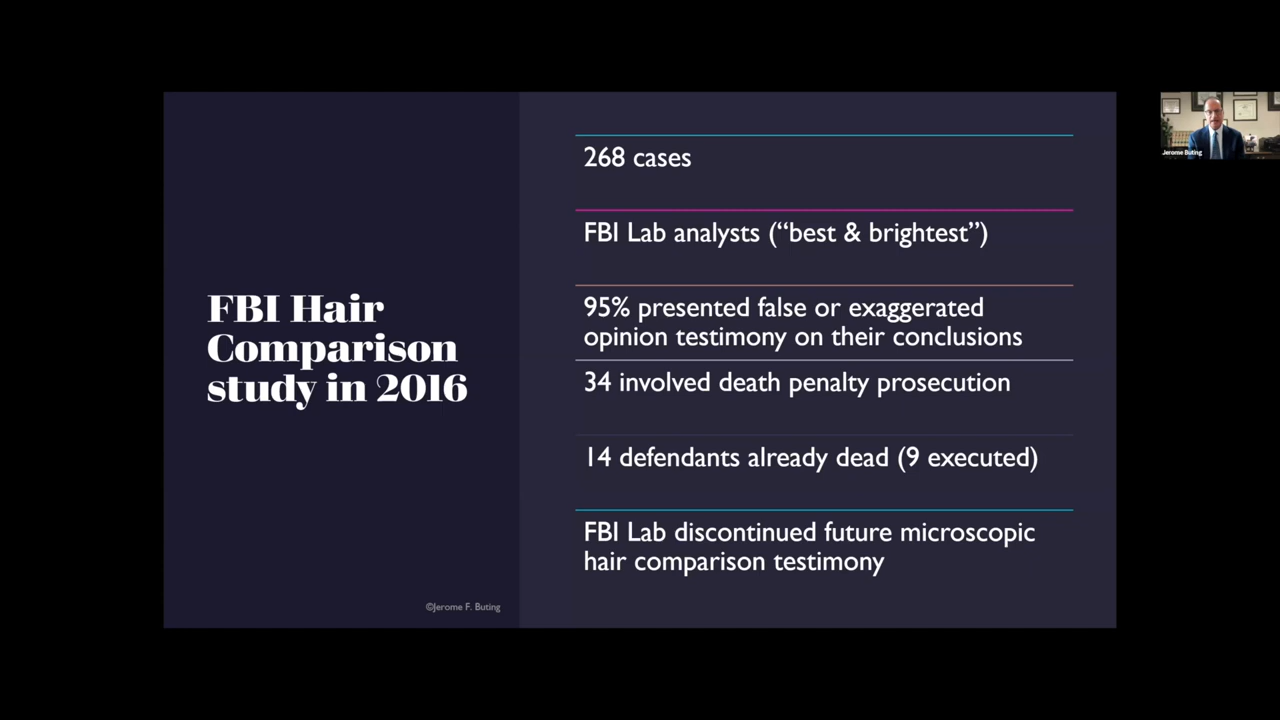 FBI Hair
Comparison
study in 2016
268 cases
FBI Lab analysts (“best & brightest”)
95% presented false or exaggerated
opinion testimony on their conclusions
34 involved death penalty prosecution
14 defendants already dead (9 executed)
FBI Lab discontinued future microscopic
hair comparison testimony
©Jerome F. Buting
Jerome Buting